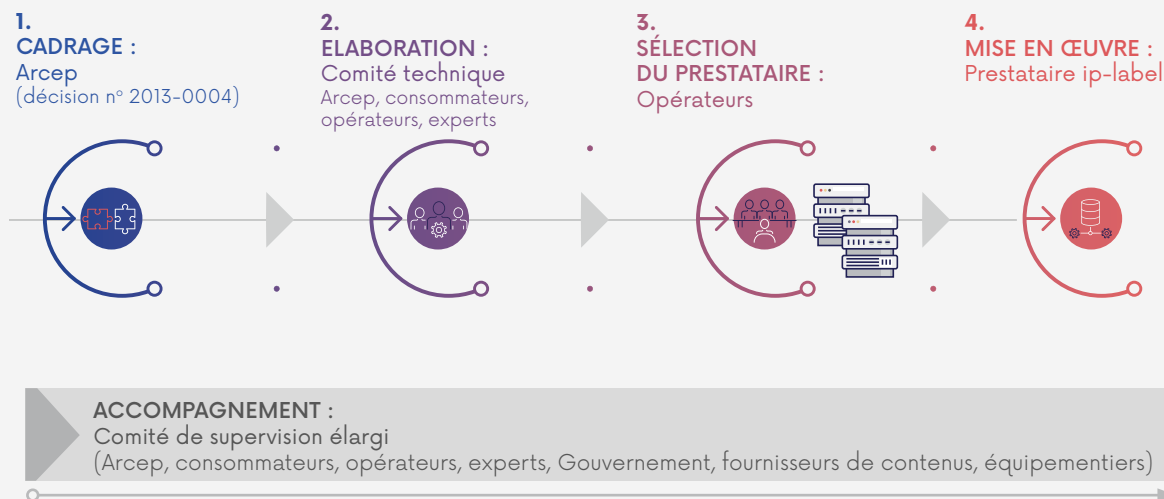 1.
CADRAGE :
Arcep
(décision nº 2013-0004)
2.
ELABORATION :
Comité technique
Arcep, consommateurs,
opérateurs, experts
3.
SÉLECTION
DU PRESTATAIRE :
Opérateurs
4.
MISE EN ŒUVRE :
Prestataire ip-label
ACCOMPAGNEMENT :
Comité de supervision élargi
(Arcep, consommateurs, opérateurs, experts, Gouvernement, fournisseurs de contenus, équipementiers)